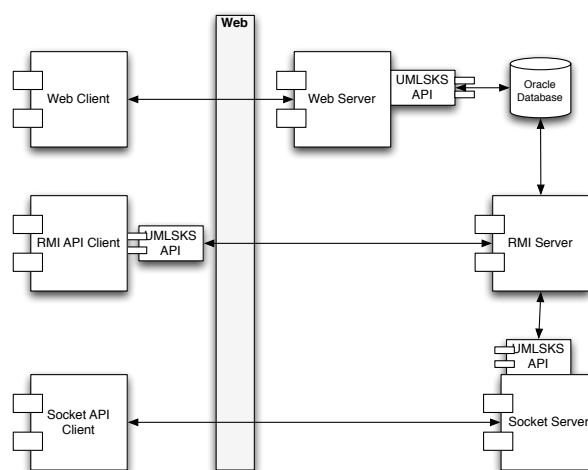 Web
Web Client
Web Server
UMLSKS
API
Oracle
Database
RMI API Client
UMLSKS
API
RMI Server
UMLSKS
API
Socket API
Client
Socket Server